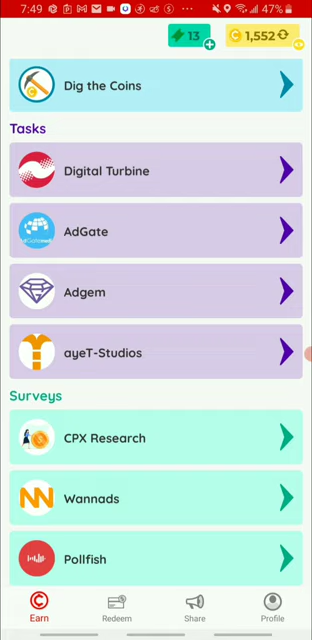 7:49
47%
13
1,552
Dig the Coins
Tasks
Digital Turbine
AdGate
Adgem
ayeT-Studios
Surveys
CPX Research
Wannads
Pollfish
Earn
Redeem
Share
Profile